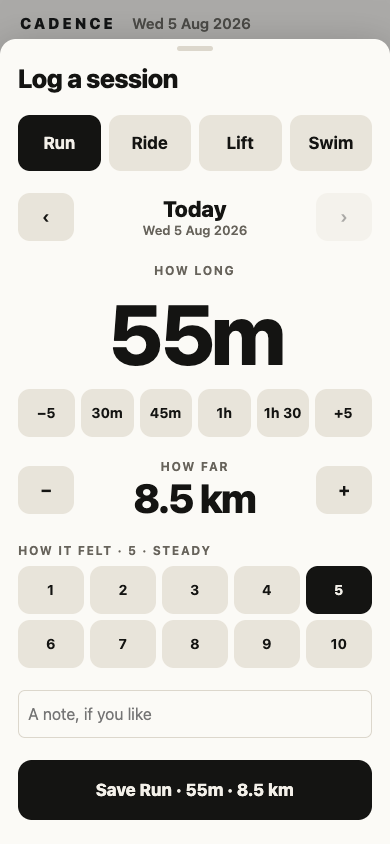 CADENCE Wed 5 Aug 2026
Log a session
Run Ride Lift Swim
‹ Today ›
Wed 5 Aug 2026
HOW LONG
55m
−5 30m 45m 1h 1h 30 +5
HOW FAR
− 8.5 km +
HOW IT FELT · 5 · STEADY
1 2 3 4 5
6 7 8 9 10
A note, if you like
Save Run · 55m · 8.5 km